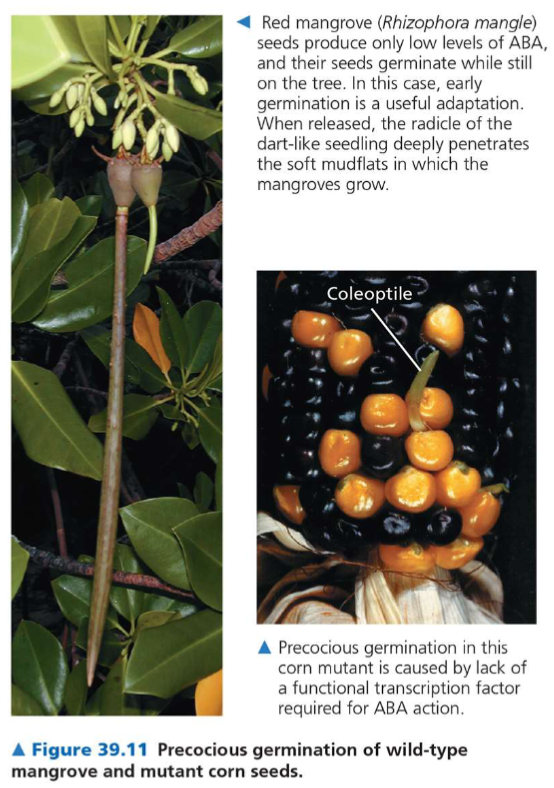 ◄ Red mangrove (Rhizophora mangle)
seeds produce only low levels of ABA,
and their seeds germinate while still
on the tree. In this case, early
germination is a useful adaptation.
When released, the radicle of the
dart-like seedling deeply penetrates
the soft mudflats in which the
mangroves grow.
Coleoptile
▲ Precocious germination in this
corn mutant is caused by lack of
a functional transcription factor
required for ABA action.
▲ Figure 39.11 Precocious germination of wild-type
mangrove and mutant corn seeds.